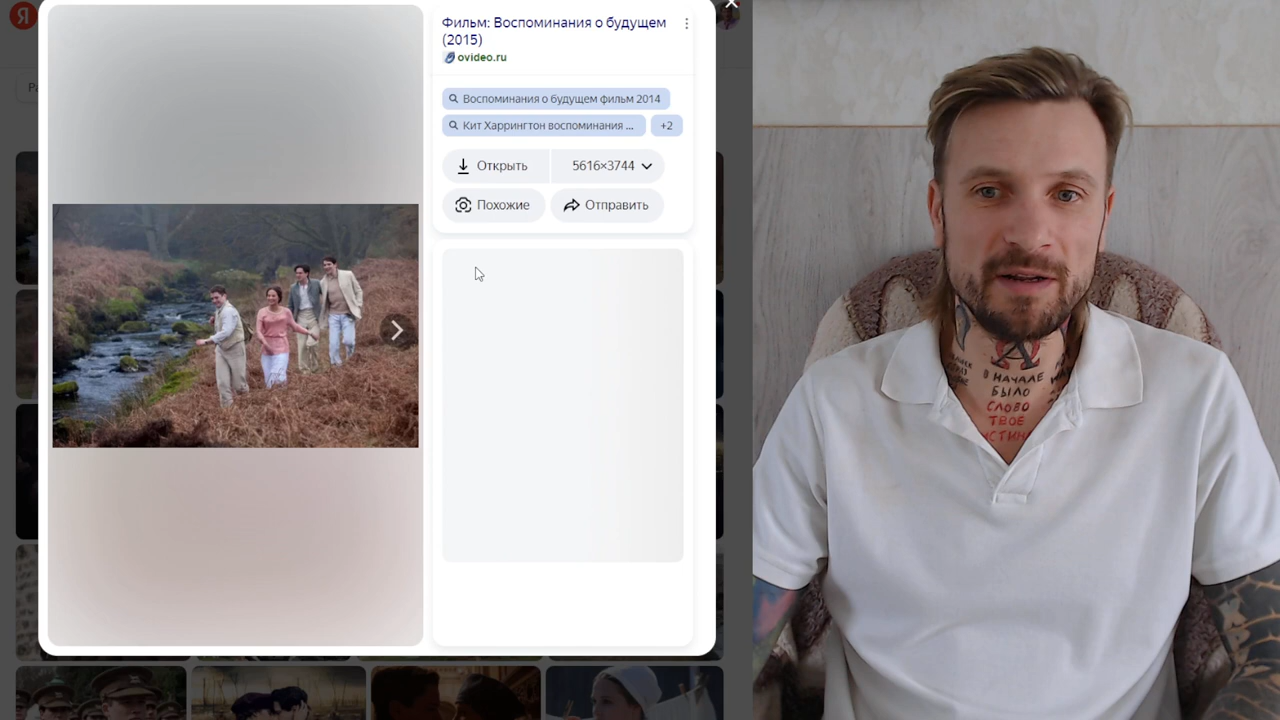 Я
Фильм: Воспоминания о будущем
(2015)
ovideo.ru
Воспоминания о будущем фильм 2014
Кит Харрингтон воспоминания ...
+2
Открыть
5616×3744
Похожие
Отправить
В НАЧАЛЕ
БЫЛО
СЛОВО
ТВОЕ